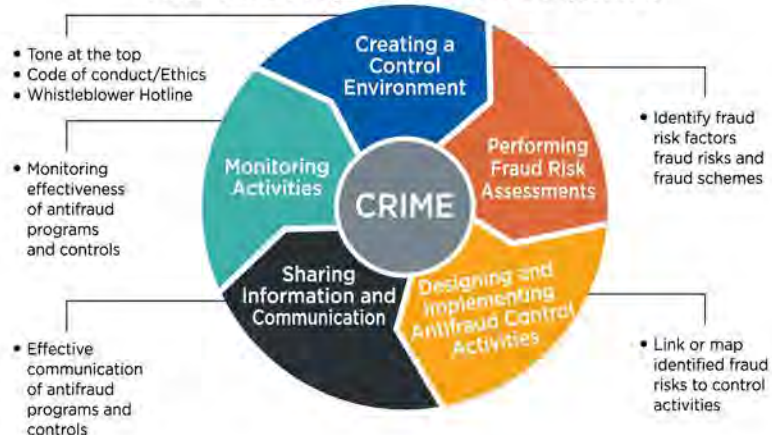 • Tone at the top
• Code of conduct/Ethics
• Whistleblower Hotline
Creating a
Control
Environment
• Identify fraud
risk factors
fraud risks and
fraud schemes
Performing
Fraud Risk
Assessments
• Monitoring
effectiveness
of antifraud
programs
and controls
Monitoring
Activities
CRIME
Sharing
Information and
Communication
Designing and
Implementing
Antifraud Control
Activities
• Effective
communication
of antifraud
programs and
controls
• Link or map
identified fraud
risks to control
activities